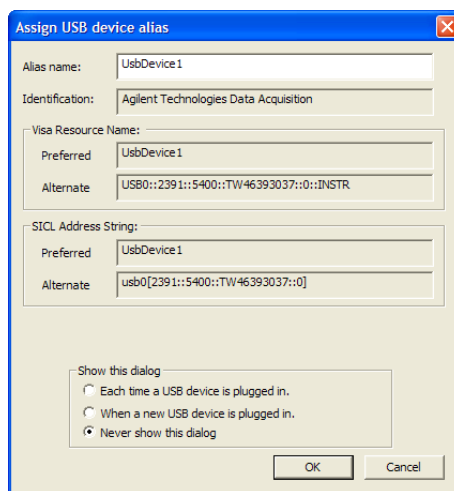 Assign USB device alias
Alias name: UsbDevice1
Identification: Agilent Technologies Data Acquisition
Visa Resource Name:
Preferred UsbDevice1
Alternate USB0::2391::5400::TW46393037::0::INSTR
SICL Address String:
Preferred UsbDevice1
Alternate usb0[2391::5400::TW46393037::0]
Show this dialog
Each time a USB device is plugged in.
When a new USB device is plugged in.
Never show this dialog
OK Cancel